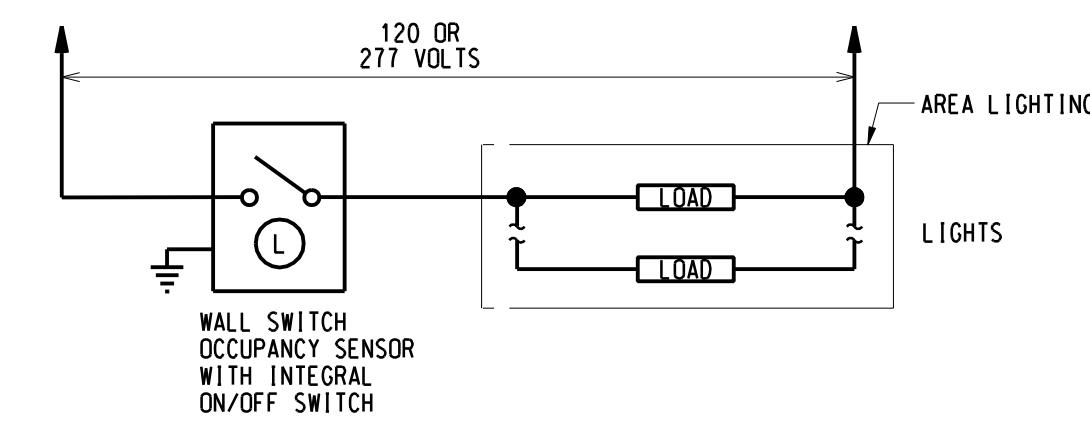 120 OR
277 VOLTS
AREA LIGHTING
LOAD
L
LIGHTS
LOAD
WALL SWITCH
OCCUPANCY SENSOR
WITH INTEGRAL
ON/OFF SWITCH